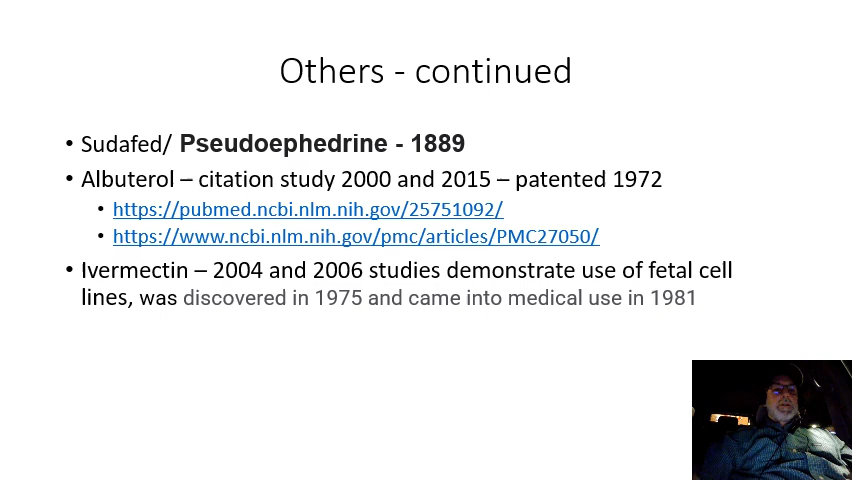 Others - continued
• Sudafed/ Pseudoephedrine - 1889
• Albuterol – citation study 2000 and 2015 – patented 1972
• https://pubmed.ncbi.nlm.nih.gov/25751092/
• https://www.ncbi.nlm.nih.gov/pmc/articles/PMC27050/
• Ivermectin – 2004 and 2006 studies demonstrate use of fetal cell
lines, was discovered in 1975 and came into medical use in 1981